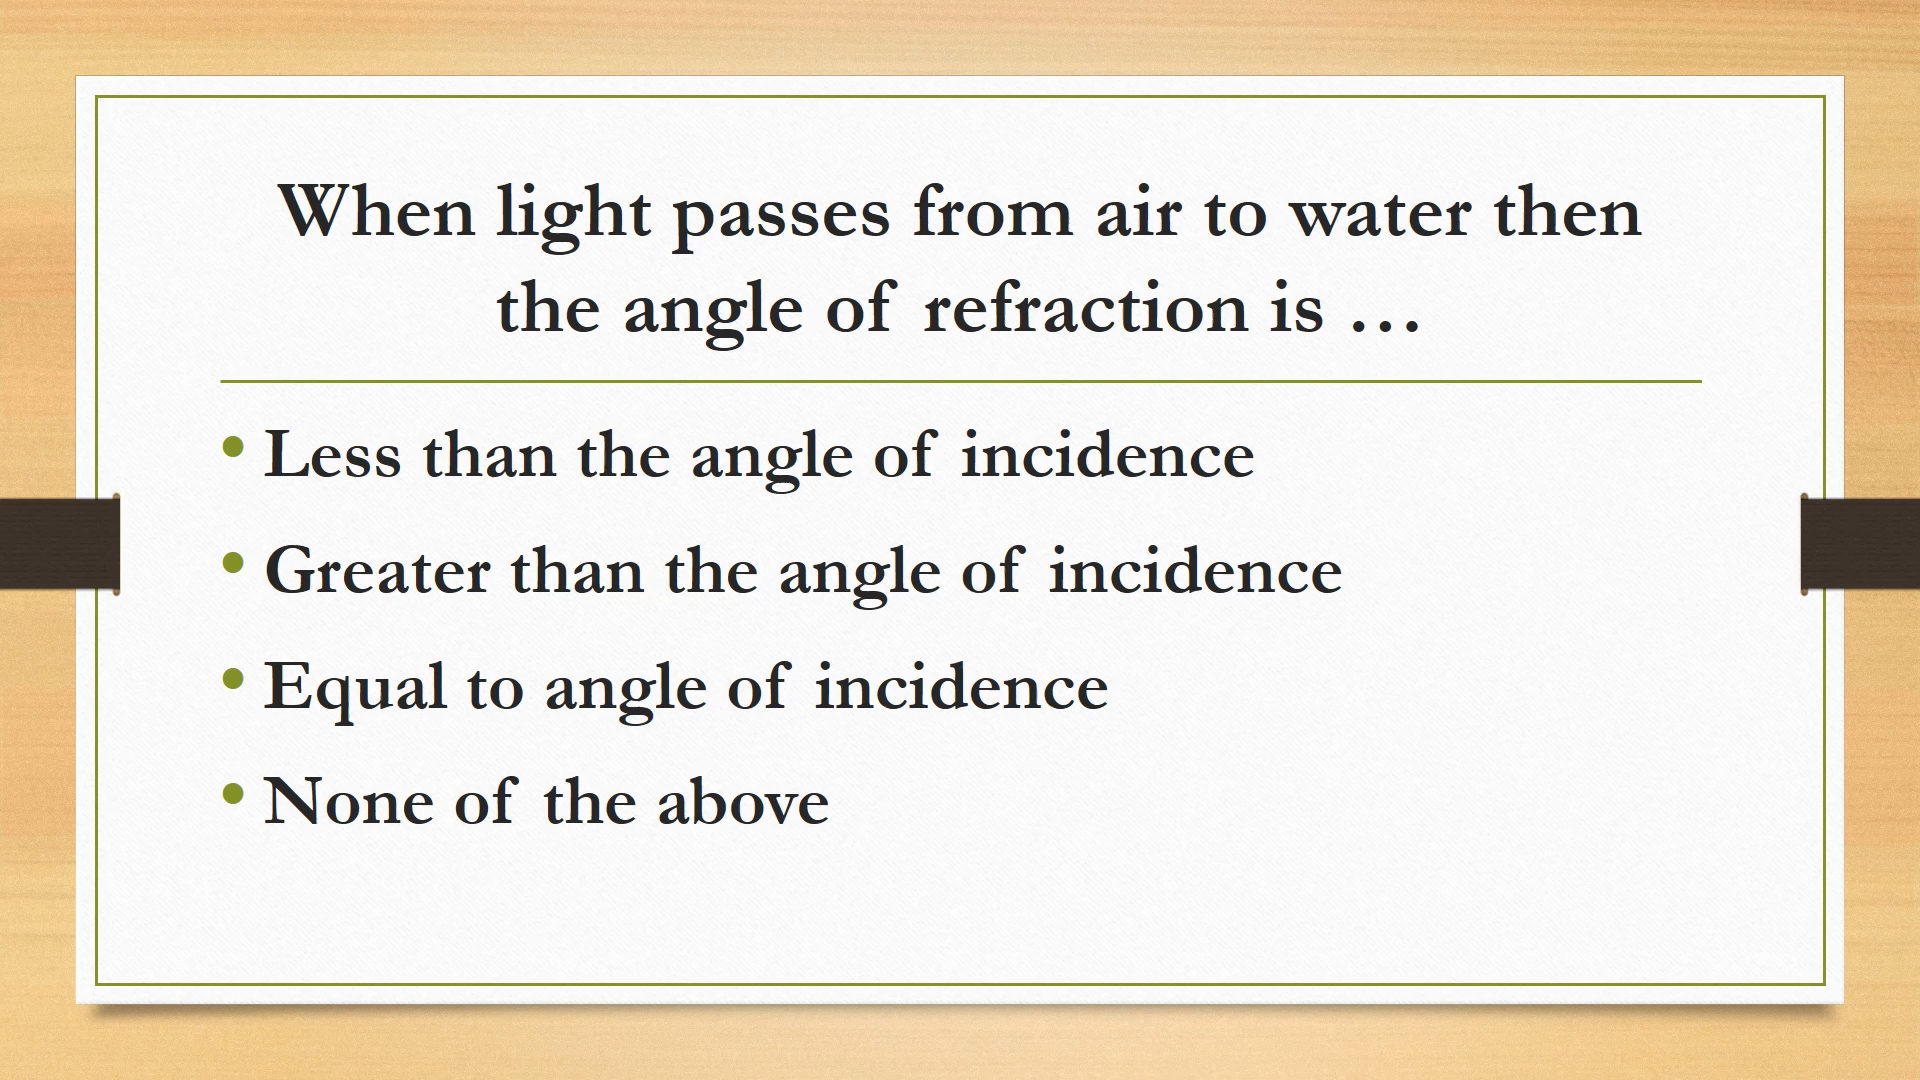 When light passes from air to water then
the angle of refraction is …
• Less than the angle of incidence
• Greater than the angle of incidence
• Equal to angle of incidence
• None of the above